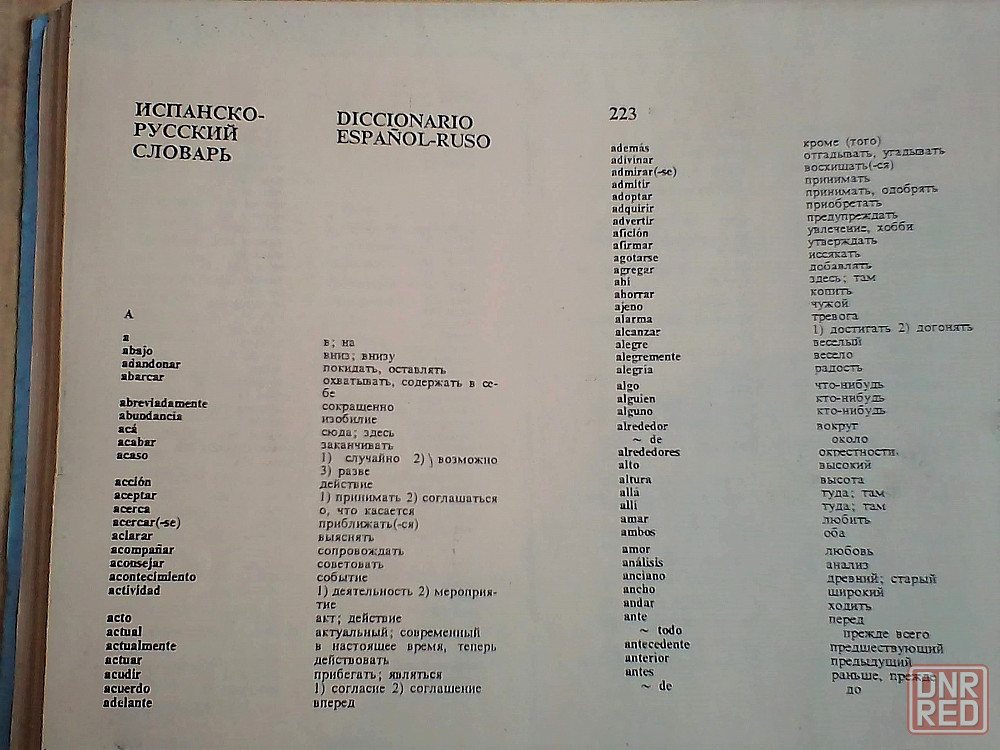 ИСПАНСКО-
РУССКИЙ
СЛОВАРЬ
DICCIONARIO
ESPAÑOL-RUSO
A
a в; на
abajo вниз; внизу
adandonar покидать, оставлять
abarcar охватывать, содержать в се-
бе
abreviadamente сокращенно
abundancia изобилие
acá сюда; здесь
acabar заканчивать
acaso 1) случайно 2) возможно
3) разве
acción действие
aceptar 1) принимать 2) соглашаться
acerca о, что касается
acercar(-se) приближать(-ся)
aclarar выяснять
acompañar сопровождать
aconsejar советовать
acontecimiento событие
actividad 1) деятельность 2) мероприя-
тие
acto акт; действие
actual актуальный; современный
actualmente в настоящее время, теперь
actuar действовать
acudir прибегать; являться
acuerdo 1) согласие 2) соглашение
adelante вперед
223
además кроме (того)
adivinar отгадывать, угадывать
admirar(-se) восхищать(-ся)
admitir принимать
adoptar принимать, одобрять
adquirir приобретать
advertir предупреждать
afición увлечение, хобби
afirmar утверждать
agotarse иссякать
agregar добавлять
ahí здесь; там
ahorrar копить
ajeno чужой
alarma тревога
alcanzar 1) достигать 2) догонять
alegre веселый
alegremente весело
alegría радость
algo что-нибудь
alguien кто-нибудь
alguno кто-нибудь
alrededor вокруг
~ de около
alrededores окрестности
alto высокий
altura высота
allá туда; там
allí туда; там
amar любить
ambos оба
amor любовь
análisis анализ
anciano древний; старый
ancho широкий
andar ходить
ante перед
~ todo прежде всего
antecedente предшествующий
anterior предыдущий
antes раньше, прежде
~ de до
DNR
RED